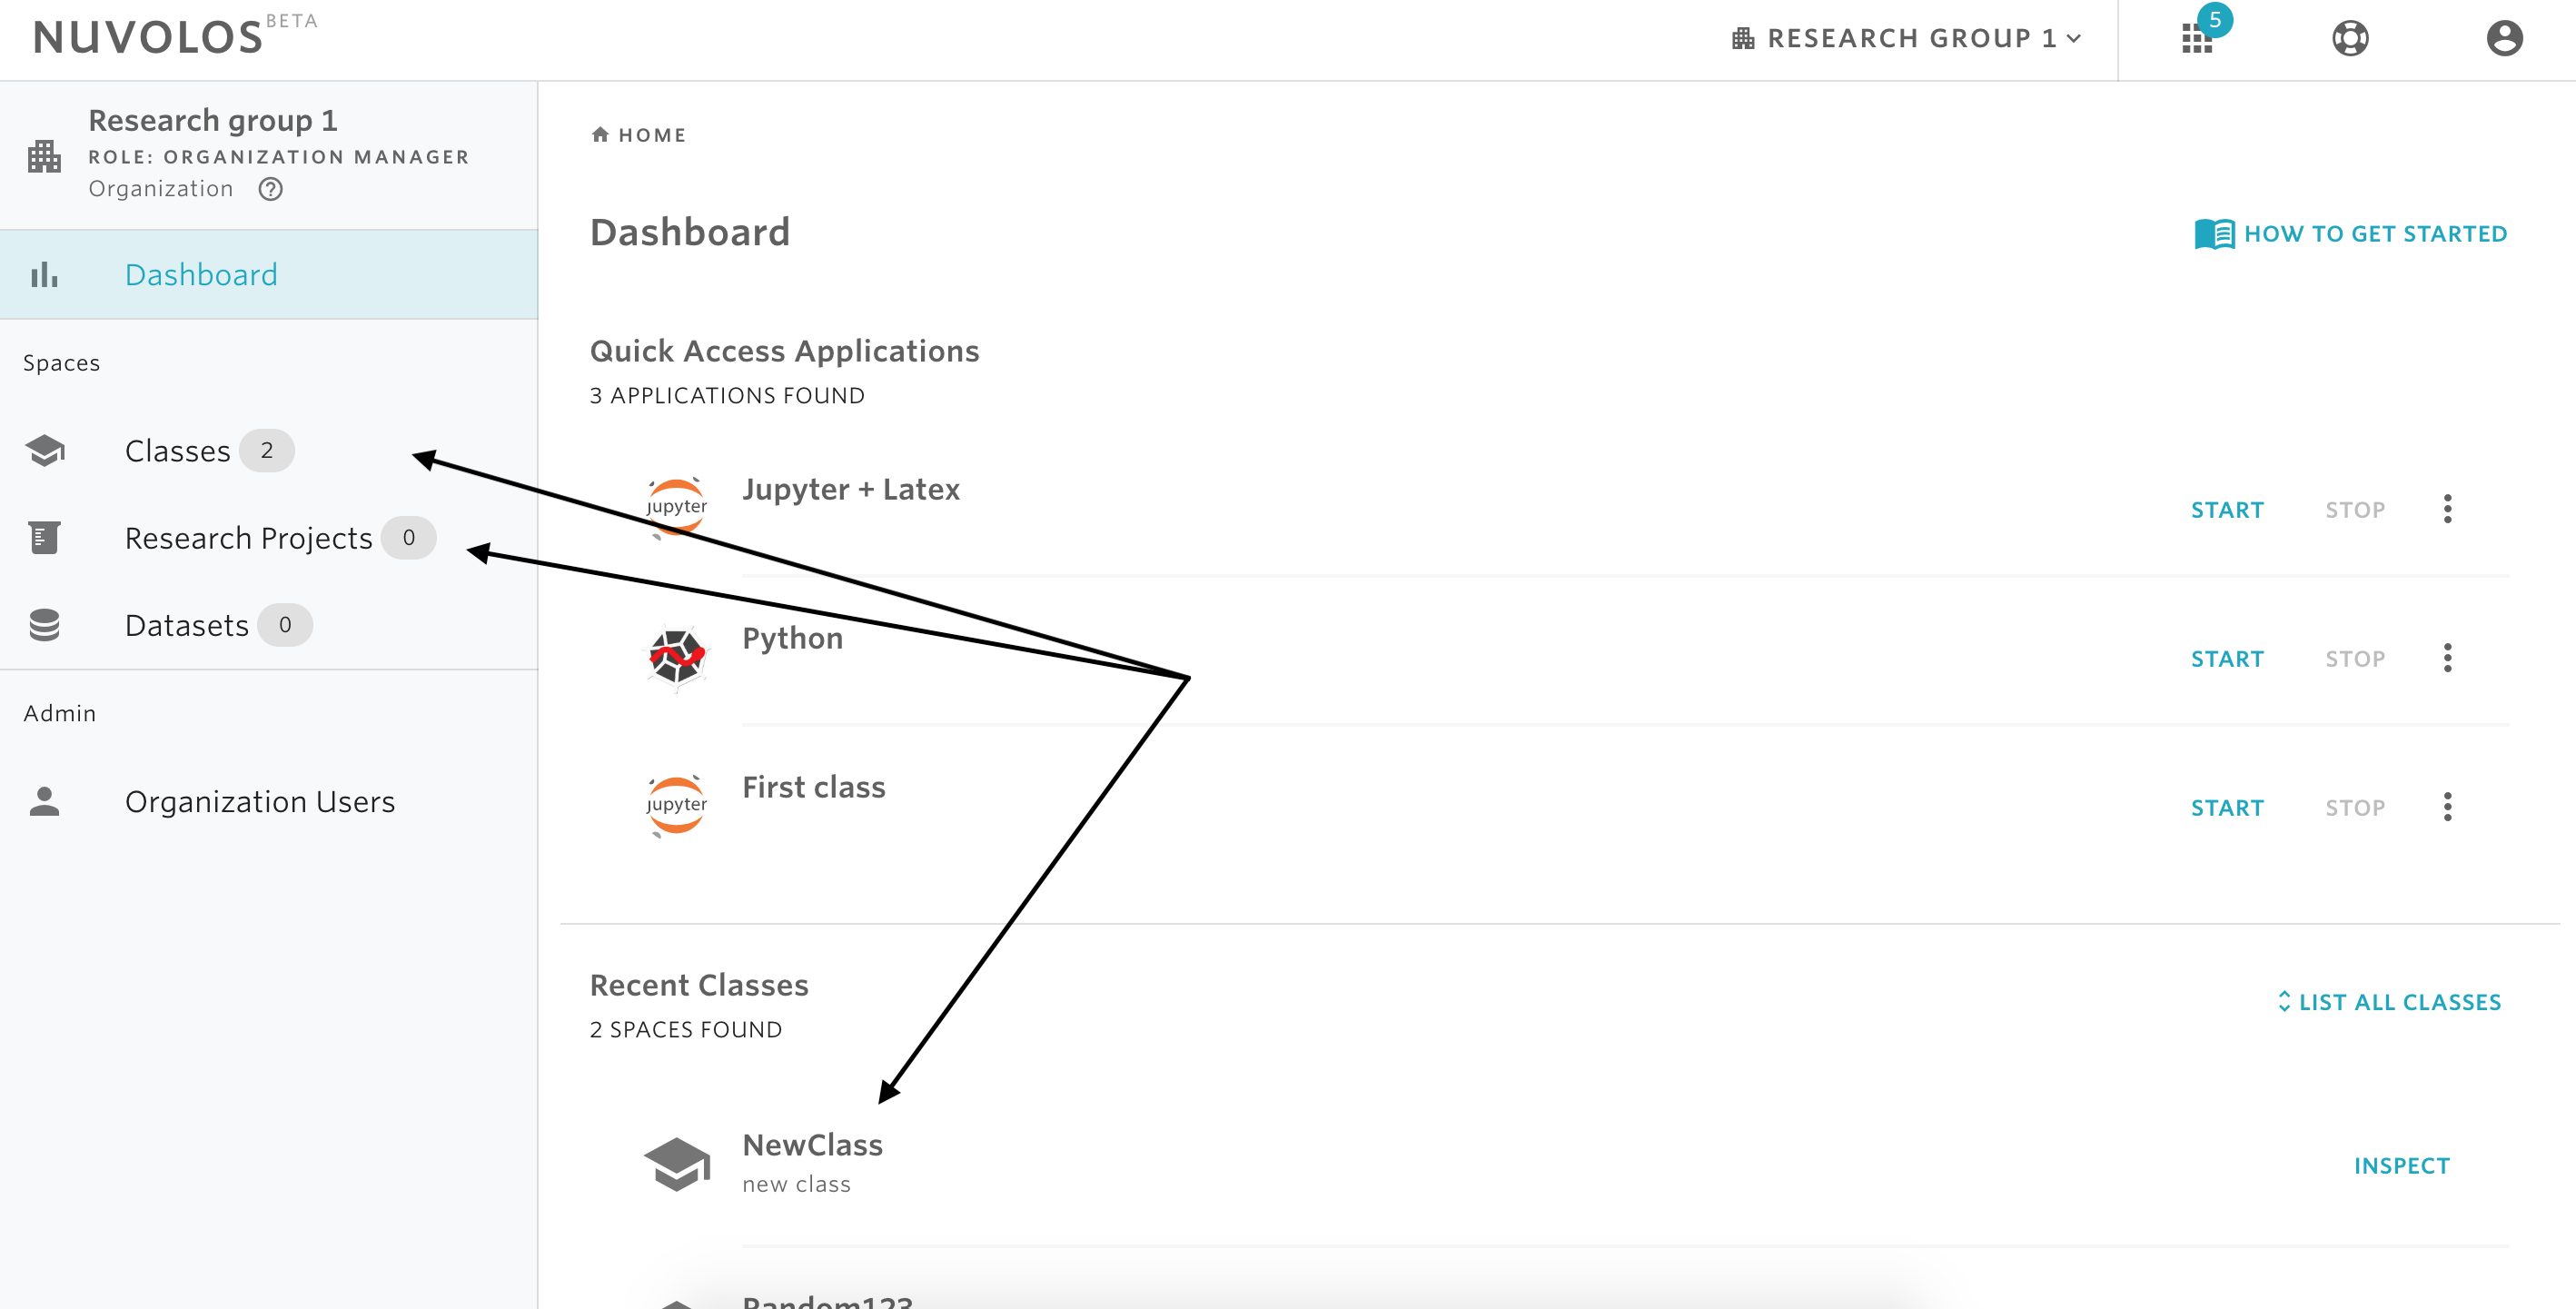 NUVOLOS BETA
RESEARCH GROUP 1
5
Research group 1
ROLE: ORGANIZATION MANAGER
Organization ?
Dashboard
Spaces
Classes 2
Research Projects 0
Datasets 0
Admin
Organization Users
HOME
Dashboard
HOW TO GET STARTED
Quick Access Applications
3 APPLICATIONS FOUND
jupyter
Jupyter + Latex
START STOP
Python
START STOP
jupyter
First class
START STOP
Recent Classes
2 SPACES FOUND
LIST ALL CLASSES
NewClass
new class
INSPECT
Random123